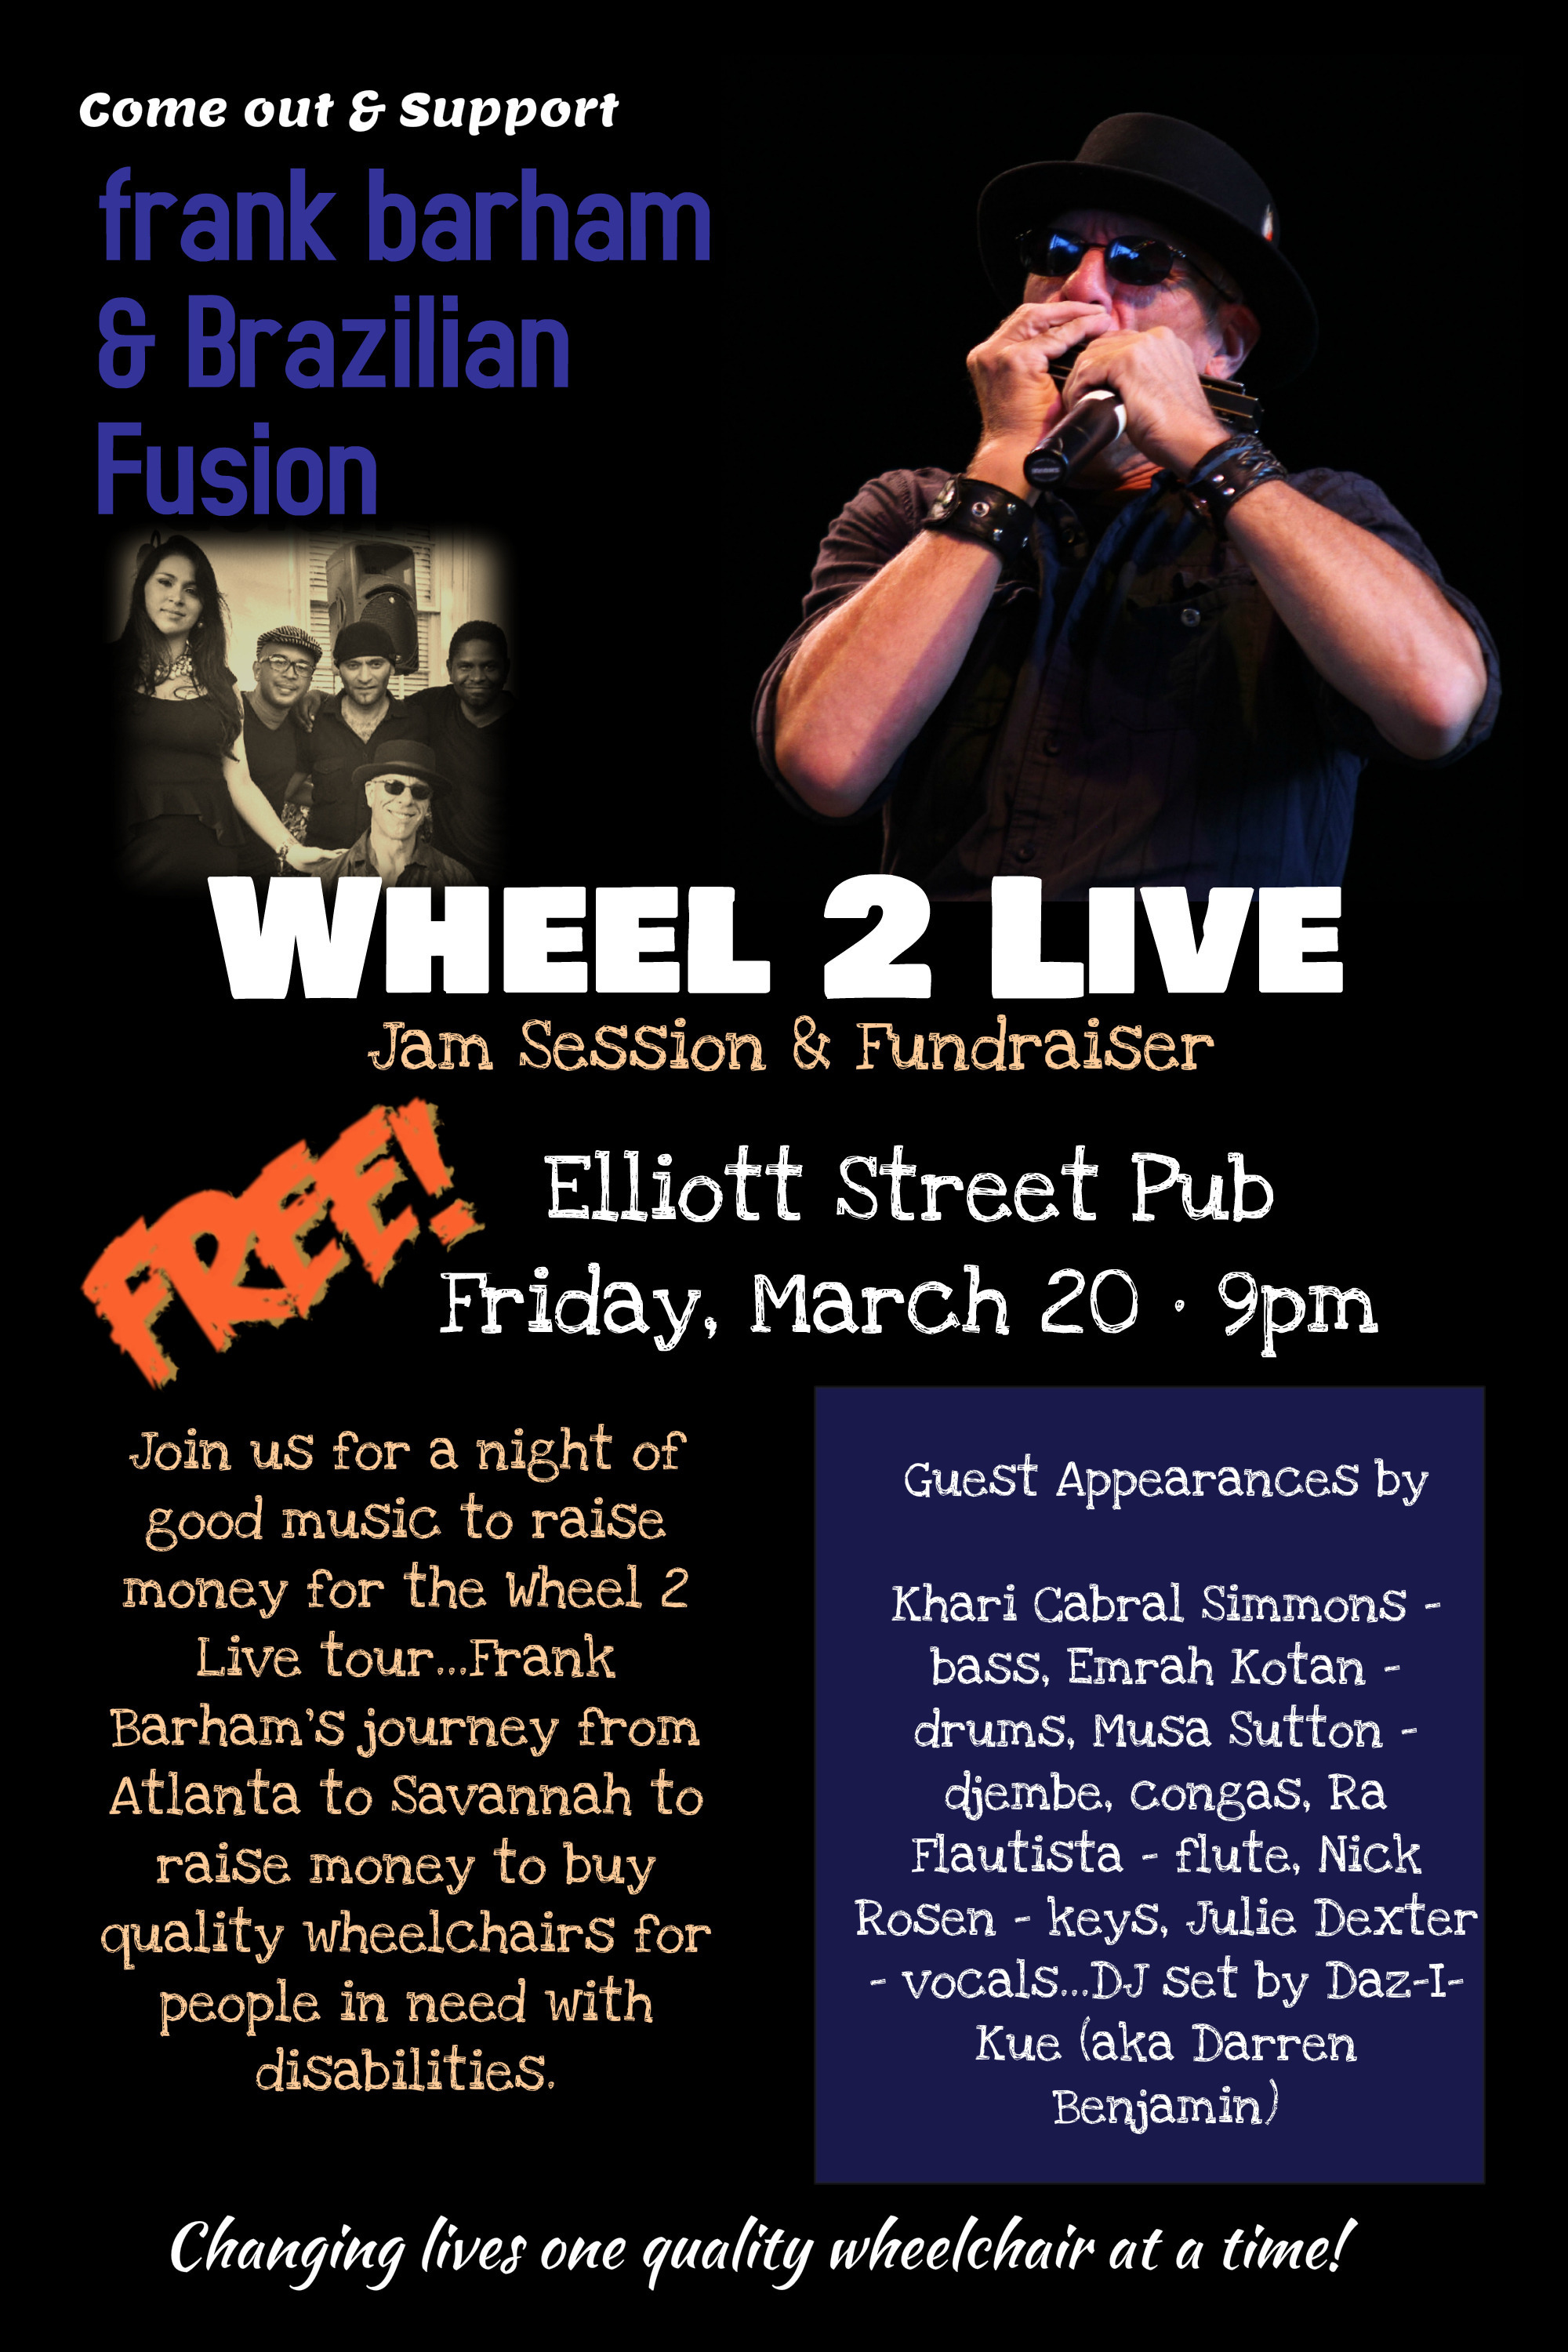 Come out & Support
frank barham
& Brazilian
Fusion
Wheel 2 Live
Jam Session & Fundraiser
FREE!
Elliott Street Pub
Friday, March 20 • 9pm
Join us for a night of
good music to raise
money for the Wheel 2
Live tour...Frank
Barham's journey from
Atlanta to Savannah to
raise money to buy
quality wheelchairs for
people in need with
disabilities.
Guest Appearances by
Khari Cabral Simmons -
bass, Emrah Kotan -
drums, Musa Sutton -
djembe, congas, Ra
Flautista - flute, Nick
Rosen - keys, Julie Dexter
- vocals...DJ set by Daz-I-
Kue (aka Darren
Benjamin)
Changing lives one quality wheelchair at a time!